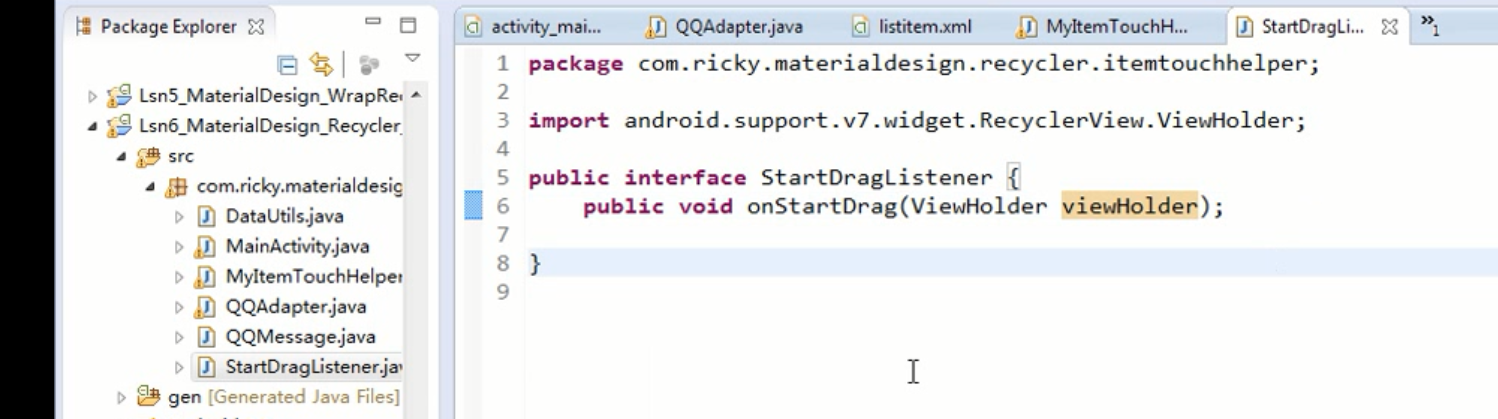 Package Explorer
Lsn5_MaterialDesign_WrapRe
Lsn6_MaterialDesign_Recycler_
src
com.ricky.materialdesig
DataUtils.java
MainActivity.java
MyItemTouchHelper
QQAdapter.java
QQMessage.java
StartDragListener.jav
gen [Generated Java Files]
activity_mai... QQAdapter.java listitem.xml MyItemTouchH... StartDragLi... »1
1 package com.ricky.materialdesign.recycler.itemtouchhelper;
2
3 import android.support.v7.widget.RecyclerView.ViewHolder;
4
5 public interface StartDragListener {
6 public void onStartDrag(ViewHolder viewHolder);
7
8 }
9